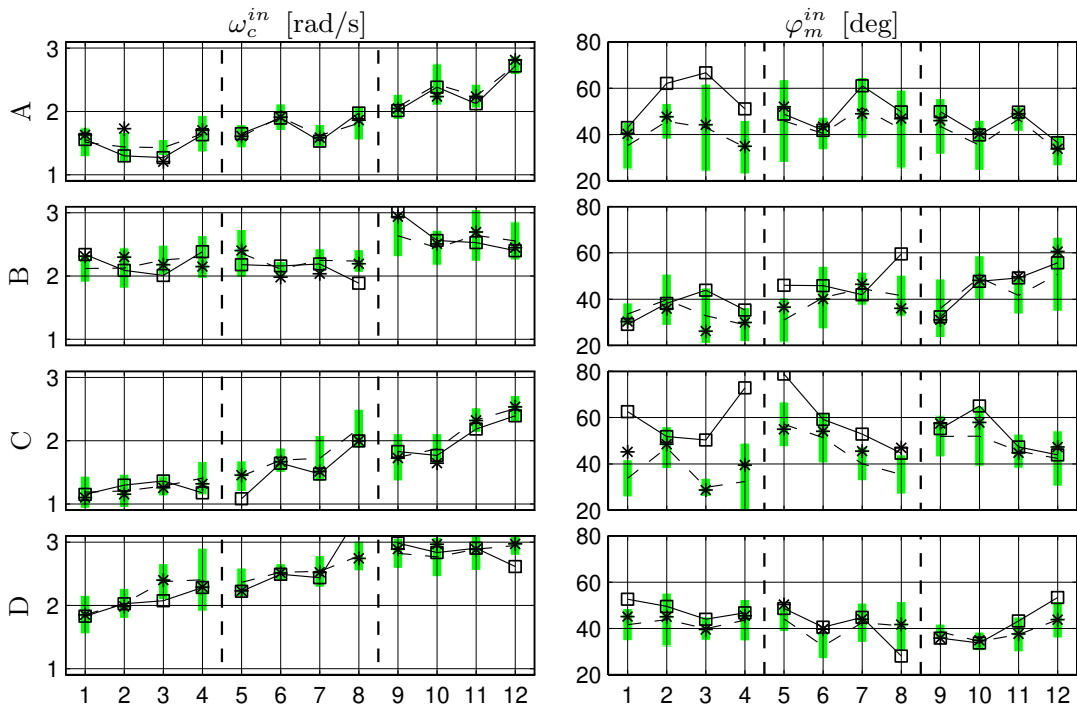 ω_c^{in} [rad/s] φ_m^{in} [deg]
A 3 2 1 80 60 40 20
B 3 2 1 60 40 20
C 3 2 1 80 60 40 20
D 3 2 1 80 60 40 20
1 2 3 4 5 6 7 8 9 10 11 12 1 2 3 4 5 6 7 8 9 10 11 12